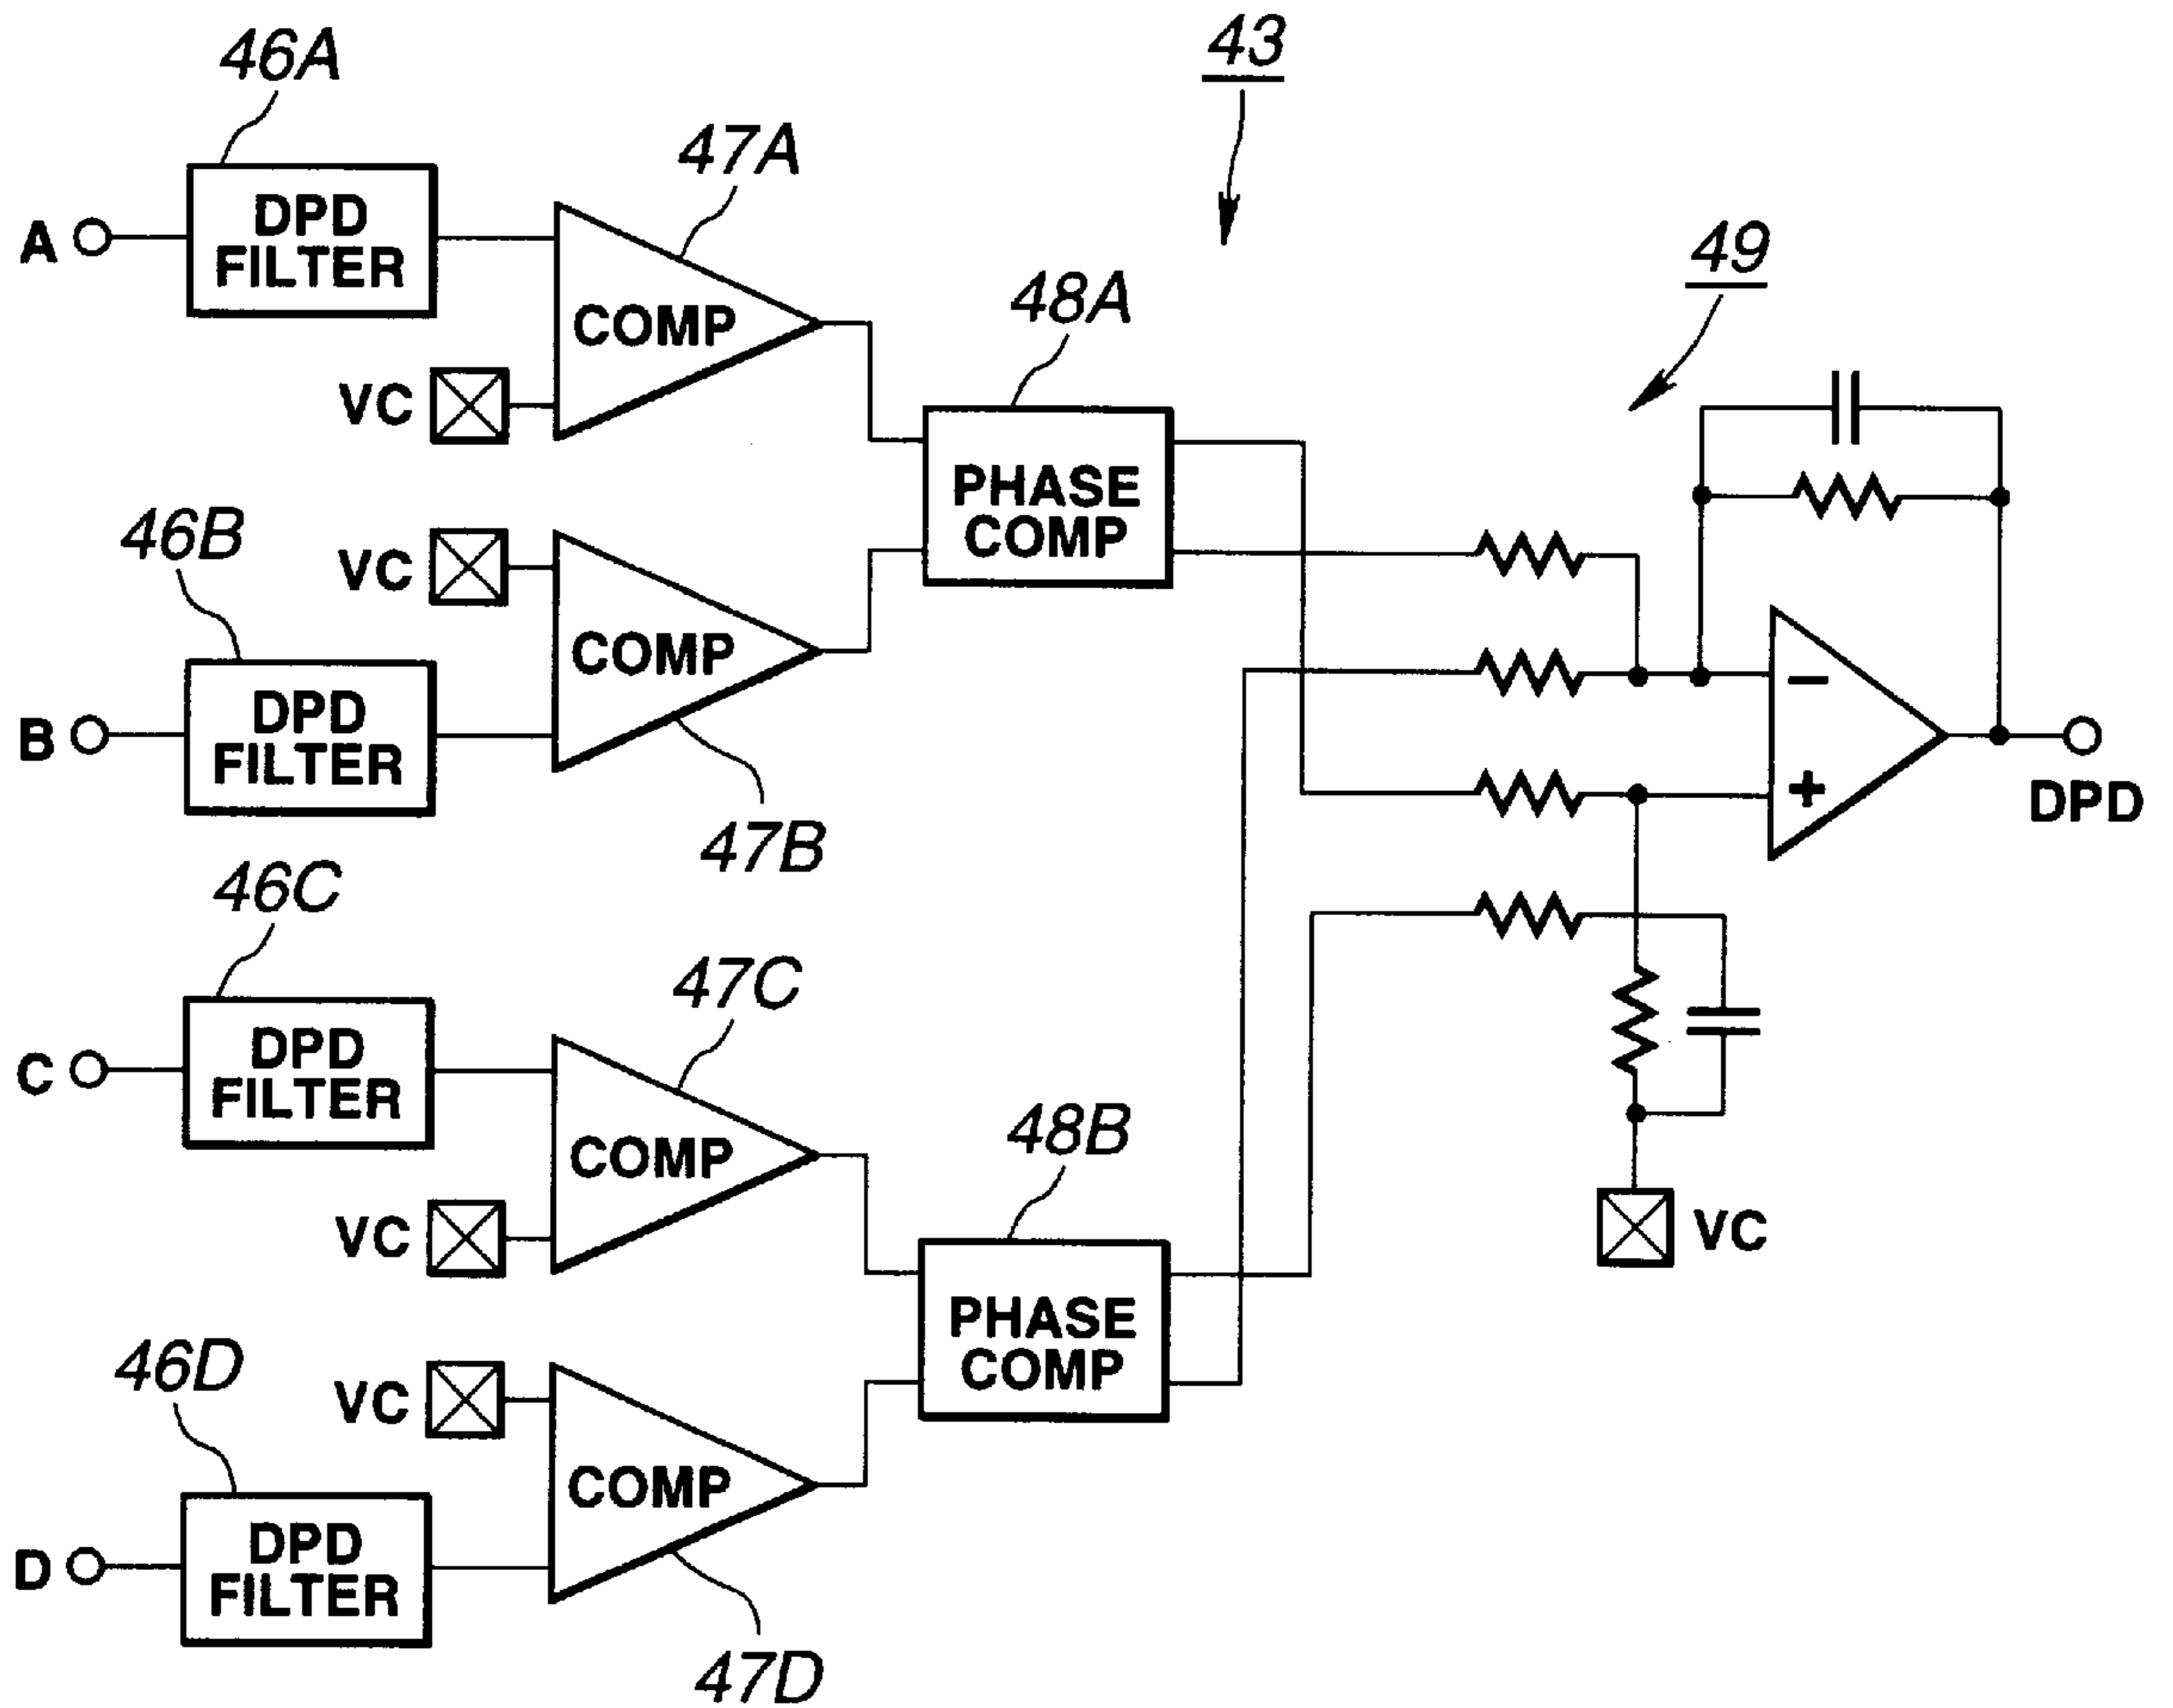 43
46A
47A
A
DPD
FILTER
COMP
48A
49
VC
PHASE
COMP
46B
VC
COMP
B
DPD
FILTER
47B
−
+
DPD
46C
47C
C
DPD
FILTER
COMP
48B
VC
VC
PHASE
COMP
46D
VC
COMP
D
DPD
FILTER
47D